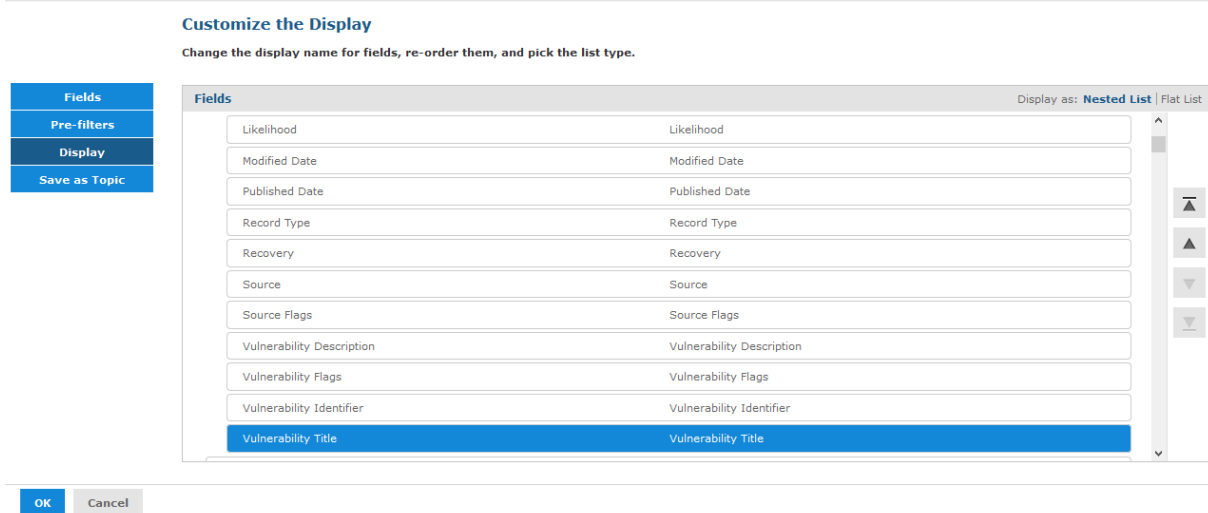 Customize the Display
Change the display name for fields, re-order them, and pick the list type.
Fields
Pre-filters
Display
Save as Topic
Fields Display as: Nested List | Flat List
Likelihood Likelihood
Modified Date Modified Date
Published Date Published Date
Record Type Record Type
Recovery Recovery
Source Source
Source Flags Source Flags
Vulnerability Description Vulnerability Description
Vulnerability Flags Vulnerability Flags
Vulnerability Identifier Vulnerability Identifier
Vulnerability Title Vulnerability Title
OK Cancel